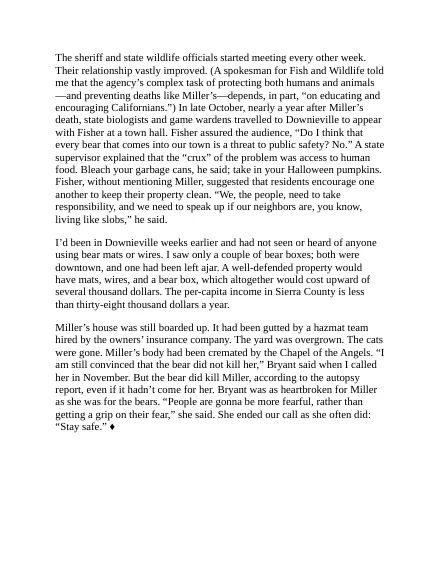 The sheriff and state wildlife officials started meeting every other week.
Their relationship vastly improved. (A spokesman for Fish and Wildlife told
me that the agency’s complex task of protecting both humans and animals
—and preventing deaths like Miller’s—depends, in part, “on educating and
encouraging Californians.”) In late October, nearly a year after Miller’s
death, state biologists and game wardens travelled to Downieville to appear
with Fisher at a town hall. Fisher assured the audience, “Do I think that
every bear that comes into our town is a threat to public safety? No.” A state
supervisor explained that the “crux” of the problem was access to human
food. Bleach your garbage cans, he said; take in your Halloween pumpkins.
Fisher, without mentioning Miller, suggested that residents encourage one
another to keep their property clean. “We, the people, need to take
responsibility, and we need to speak up if our neighbors are, you know,
living like slobs,” he said.
I’d been in Downieville weeks earlier and had not seen or heard of anyone
using bear mats or wires. I saw only a couple of bear boxes; both were
downtown, and one had been left ajar. A well-defended property would
have mats, wires, and a bear box, which altogether would cost upward of
several thousand dollars. The per-capita income in Sierra County is less
than thirty-eight thousand dollars a year.
Miller’s house was still boarded up. It had been gutted by a hazmat team
hired by the owners’ insurance company. The yard was overgrown. The cats
were gone. Miller’s body had been cremated by the Chapel of the Angels. “I
am still convinced that the bear did not kill her,” Bryant said when I called
her in November. But the bear did kill Miller, according to the autopsy
report, even if it hadn’t come for her. Bryant was as heartbroken for Miller
as she was for the bears. “People are gonna be more fearful, rather than
getting a grip on their fear,” she said. She ended our call as she often did:
“Stay safe.” ♦